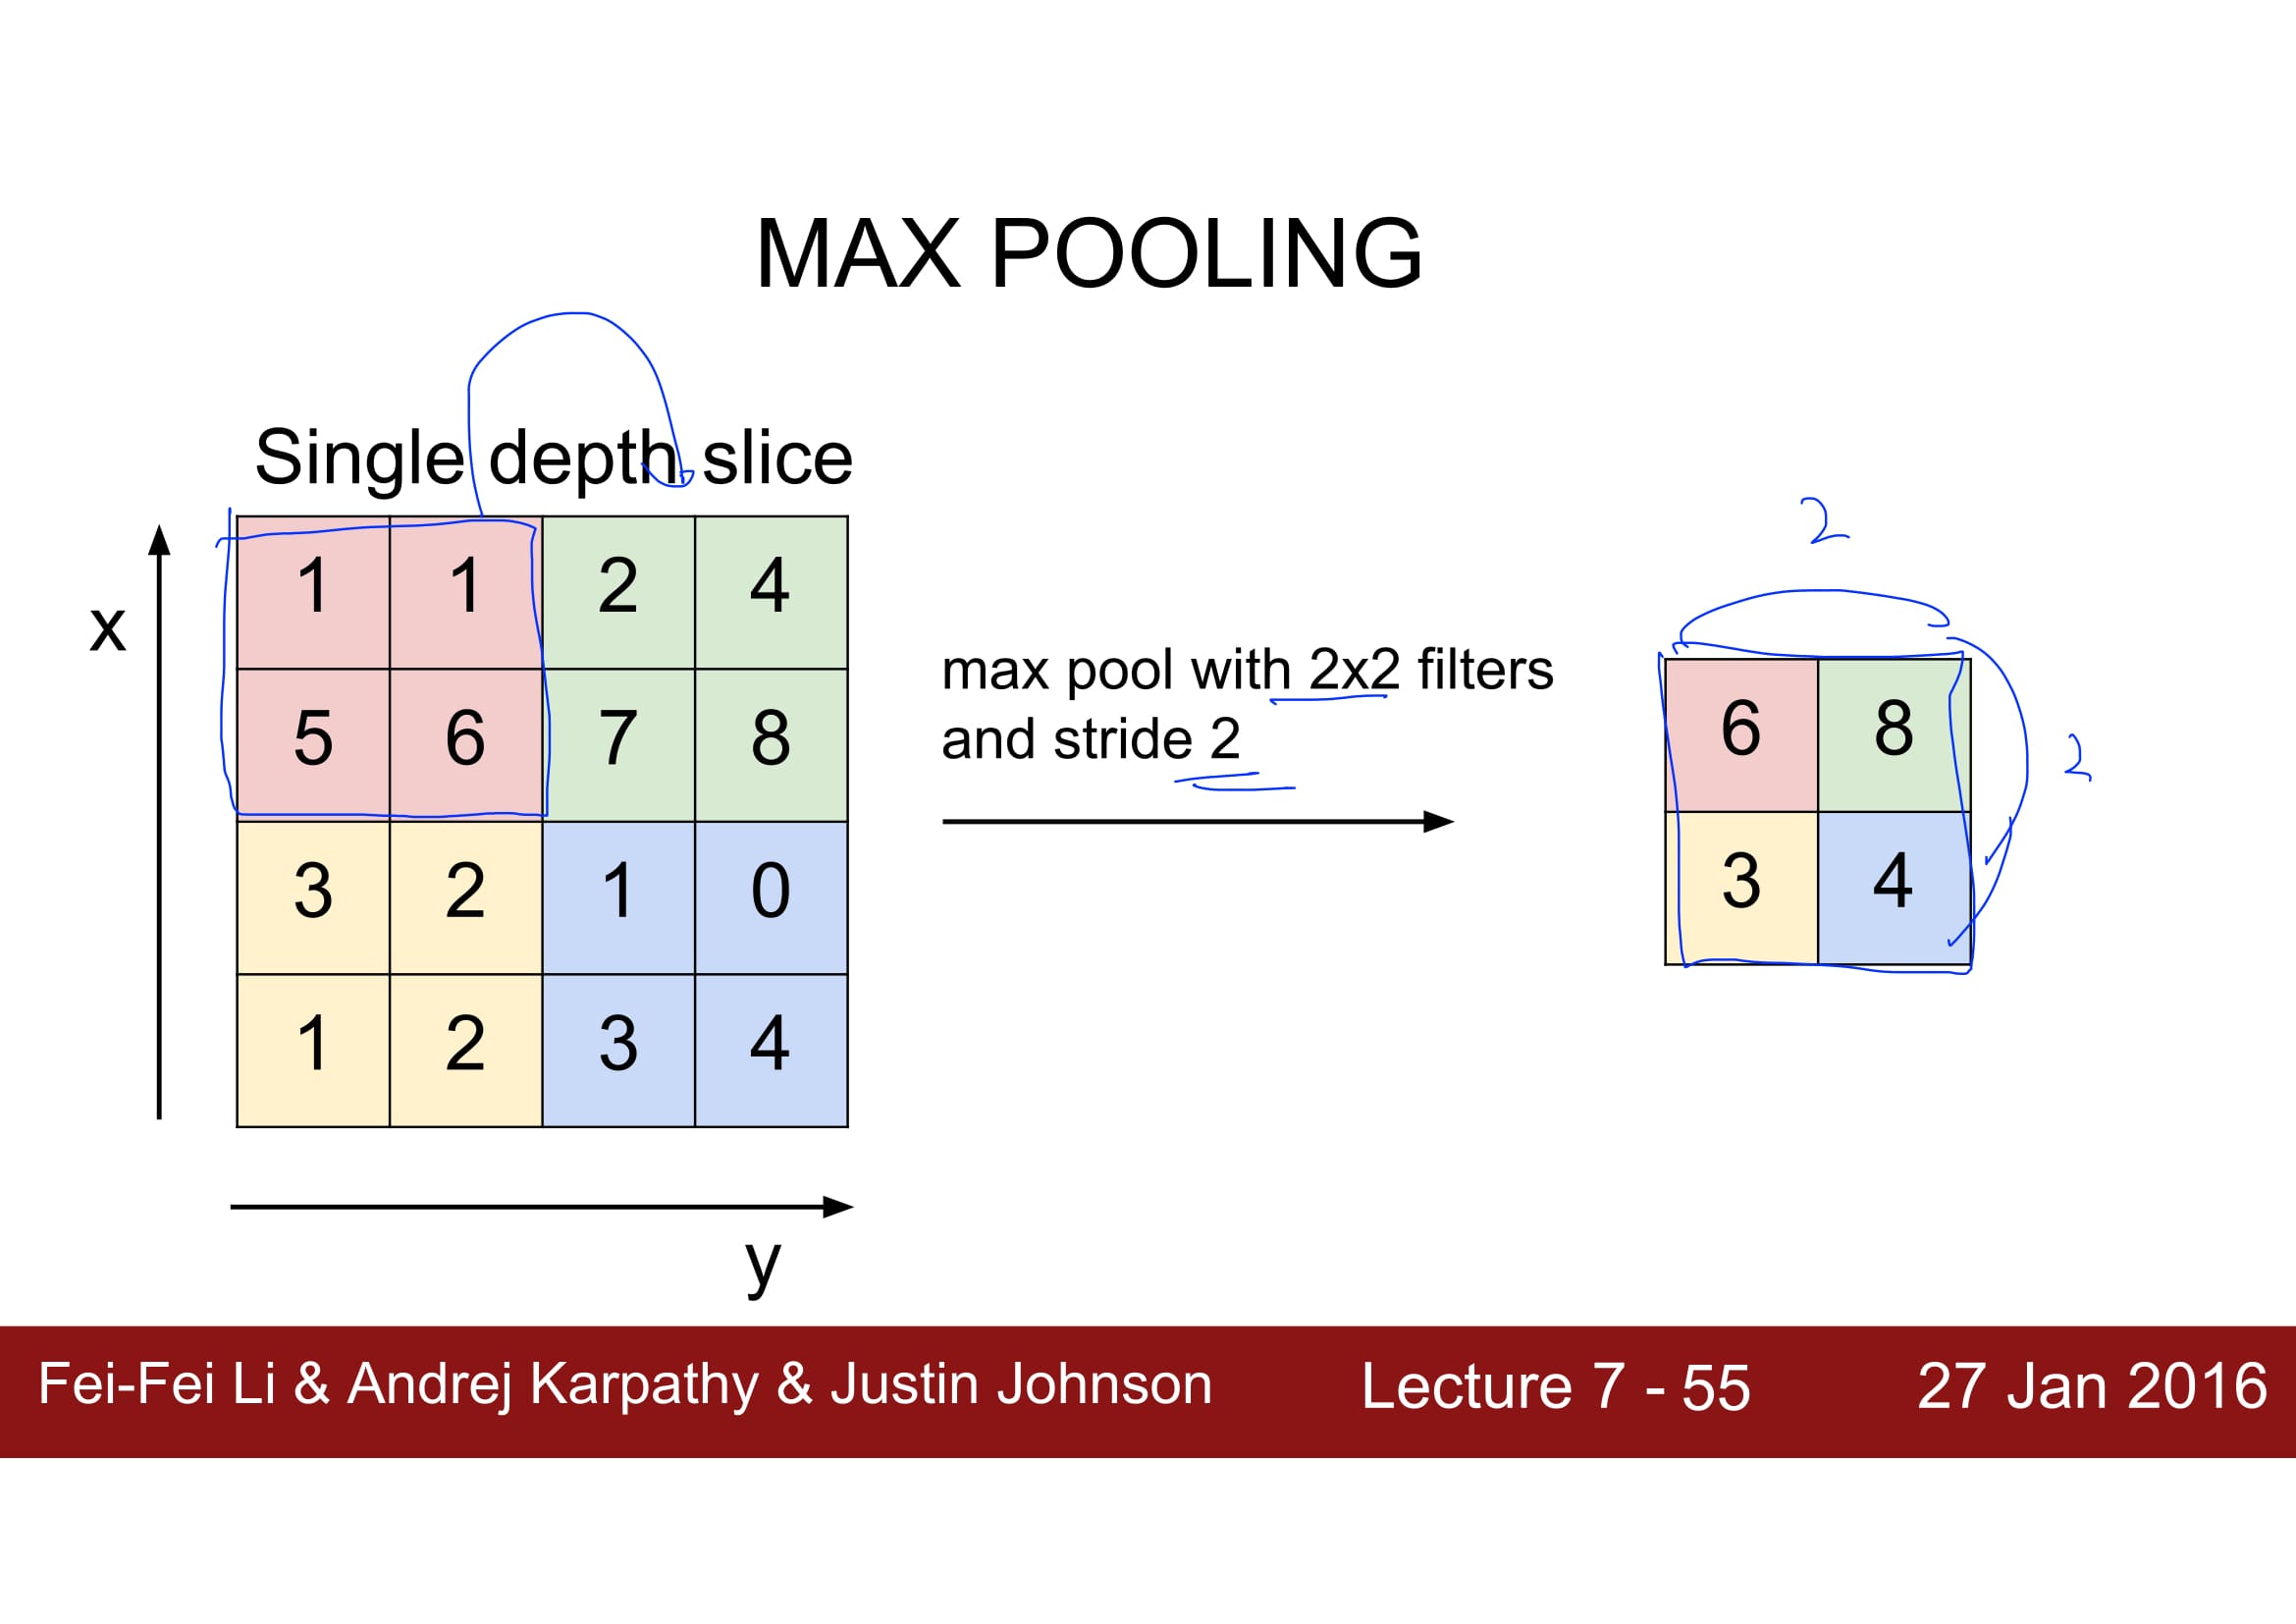 MAX POOLING
Single depth slice
2
x
1 1 2 4
5 6 7 8
3 2 1 0
1 2 3 4
y
max pool with 2x2 filters
and stride 2
6 8
3 4
2
Fei-Fei Li & Andrej Karpathy & Justin Johnson
Lecture 7 - 55
27 Jan 2016